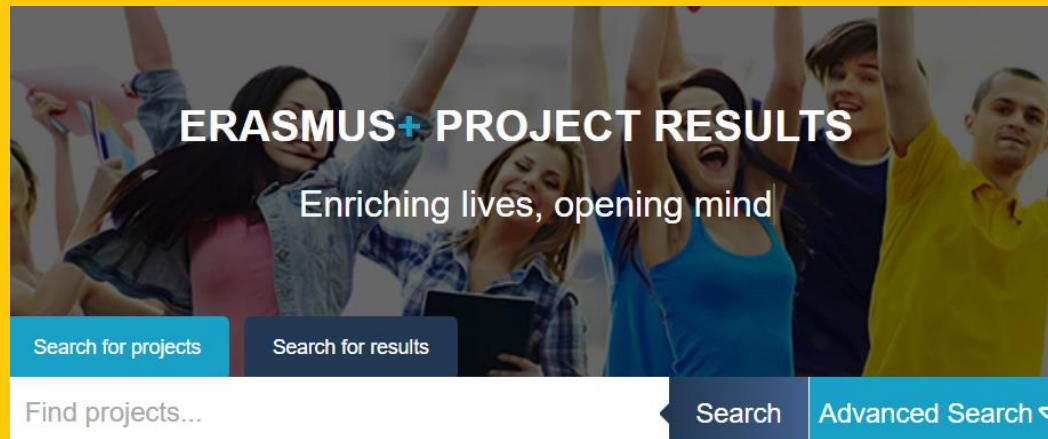 ERASMUS+ PROJECT RESULTS
Enriching lives, opening mind
Search for projects
Search for results
Find projects...
Search
Advanced Search